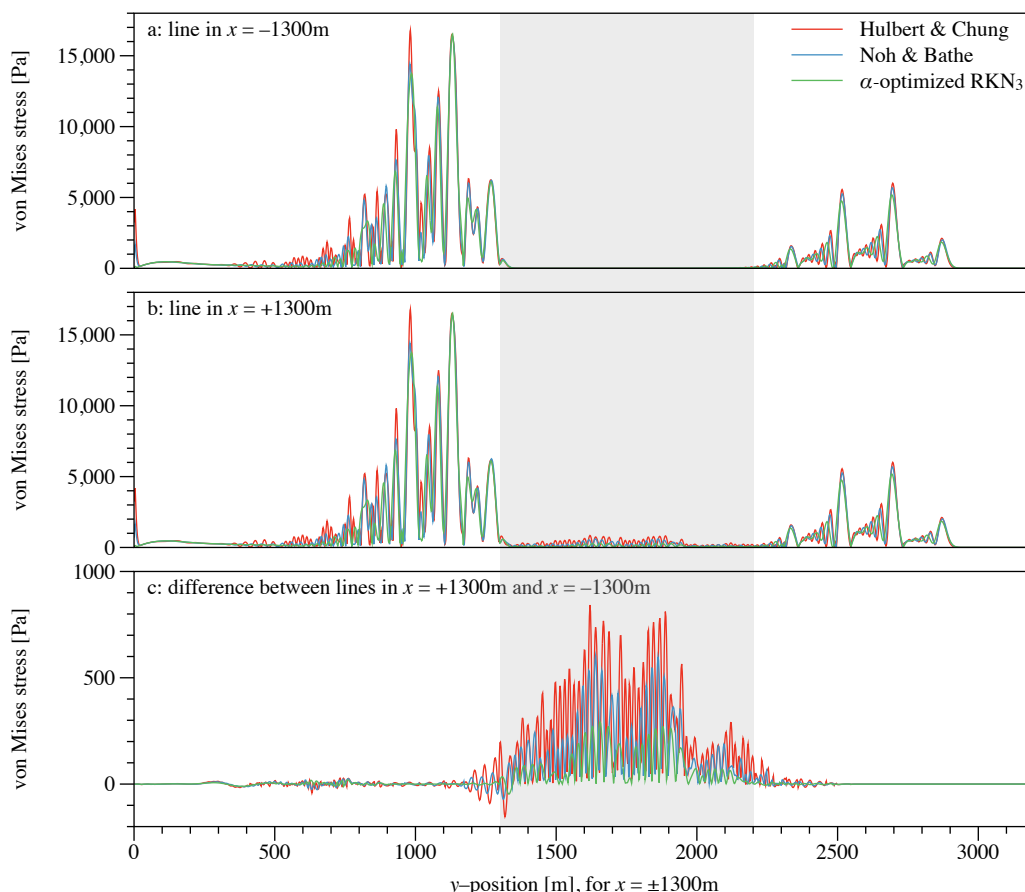 a: line in x = –1300m
Hulbert & Chung
Noh & Bathe
α-optimized RKN3
von Mises stress [Pa]
15,000
10,000
5,000
0
b: line in x = +1300m
von Mises stress [Pa]
15,000
10,000
5,000
0
c: difference between lines in x = +1300m and x = –1300m
von Mises stress [Pa]
1000
500
0
0
500
1000
1500
2000
2500
3000
y–position [m], for x = ±1300m